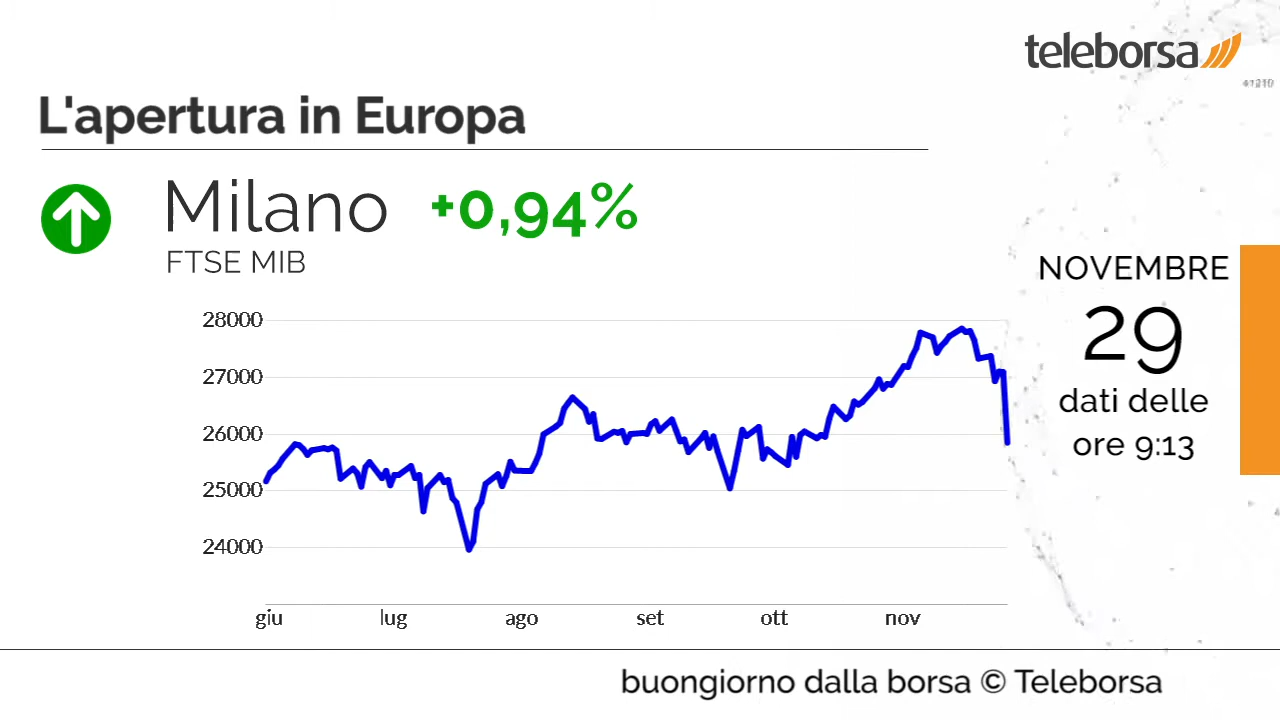 teleborsa
L'apertura in Europa
Milano +0,94%
FTSE MIB
NOVEMBRE
29
dati delle
ore 9:13
28000
27000
26000
25000
24000
giu lug ago set ott nov
buongiorno dalla borsa © Teleborsa